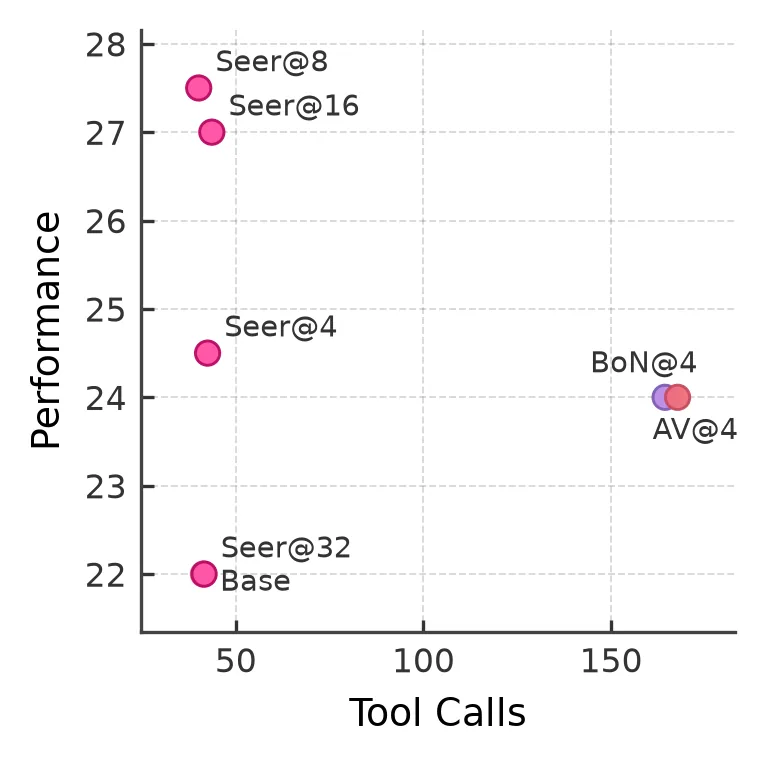 28
Seer@8
Seer@16
27
26
25
Seer@4
BoN@4
24
AV@4
23
Seer@32
22
Base
50
100
150
Tool Calls
Performance